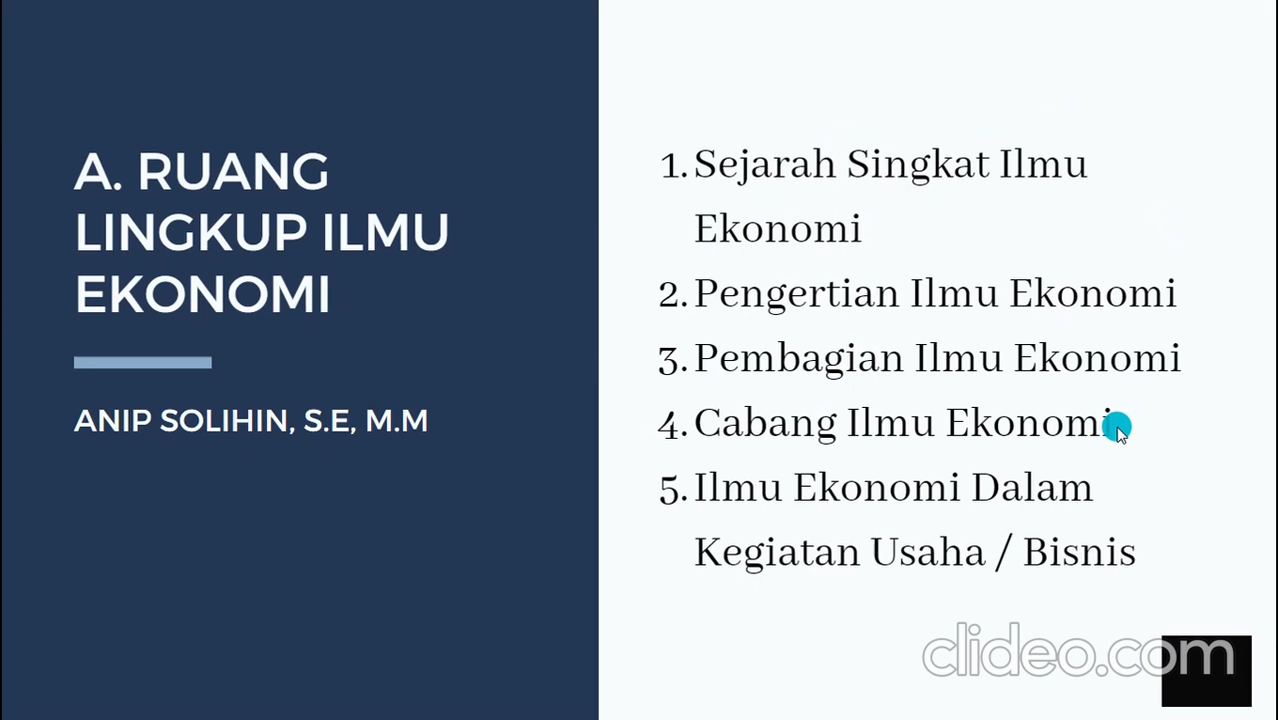 A. RUANG
LINGKUP ILMU
EKONOMI
ANIP SOLIHIN, S.E, M.M
1. Sejarah Singkat Ilmu
Ekonomi
2. Pengertian Ilmu Ekonomi
3. Pembagian Ilmu Ekonomi
4. Cabang Ilmu Ekonomi
5. Ilmu Ekonomi Dalam
Kegiatan Usaha / Bisnis
clideo.com